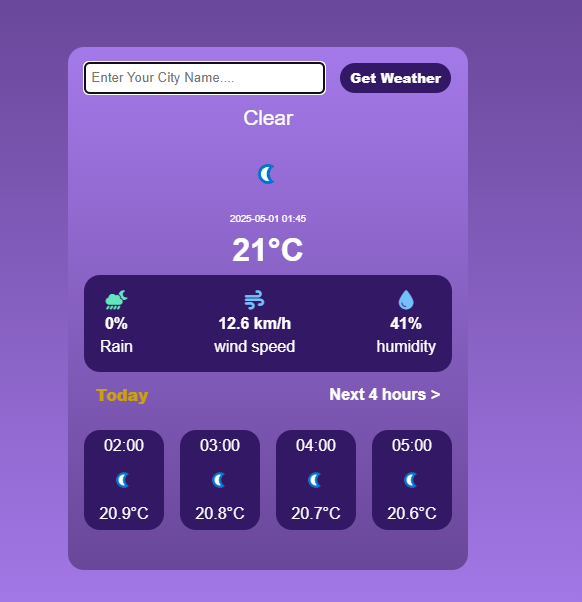 Enter Your City Name....
Get Weather
Clear
2025-05-01 01:45
21°C
0% 12.6 km/h 41%
Rain wind speed humidity
Today Next 4 hours >
02:00 03:00 04:00 05:00
20.9°C 20.8°C 20.7°C 20.6°C